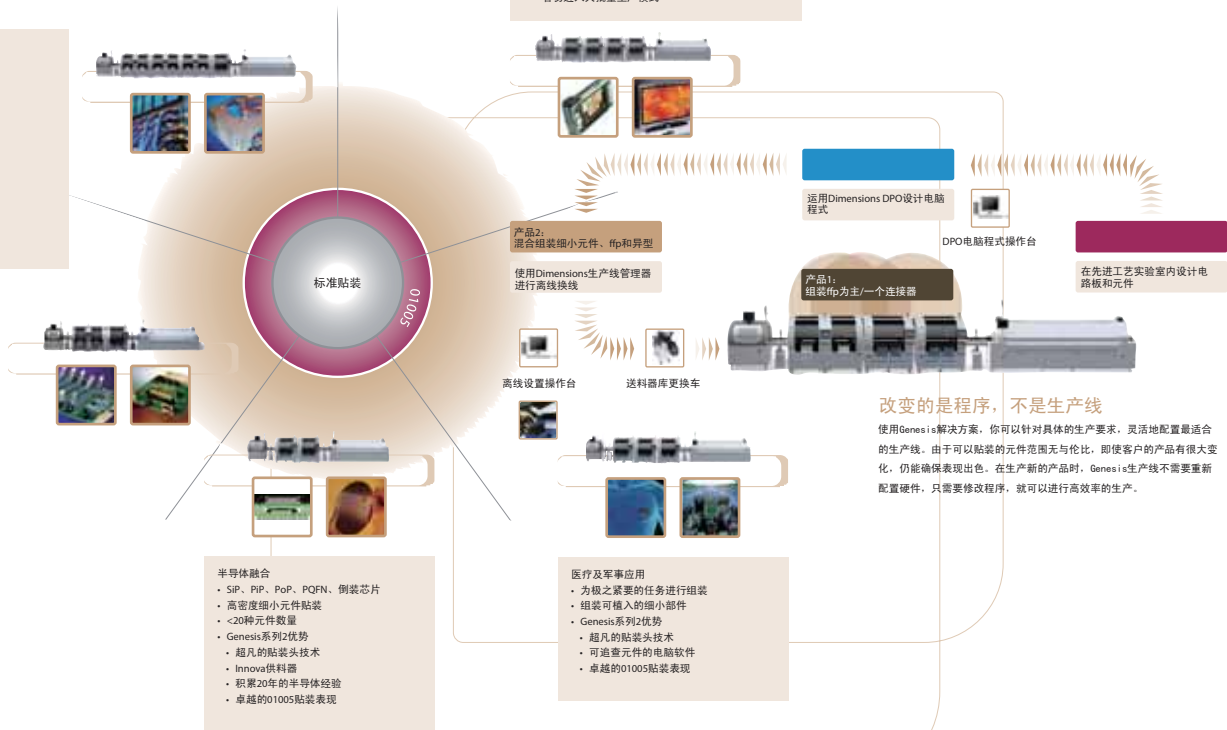 运用Dimensions DPO设计电脑
程式
产品2：
混合组装细小元件、ffp和异型
DPO电脑程式操作台
使用Dimensions生产线管理器
进行离线换线
产品1：
组装ffp为主/一个连接器
在先进工艺实验室内设计电
路板和元件
标准贴装
01005
离线设置操作台
送料器库更换车
改变的是程序，不是生产线
使用Genesis解决方案，你可以针对具体的生产要求，灵活地配置最适合
的生产线。由于可以贴装的元件范围无与伦比，即使客户的产品有很大变
化，仍能确保表现出色。在生产新的产品时，Genesis生产线不需要重新
配置硬件，只需要修改程序，就可以进行高效率的生产。
半导体融合
• SiP、PiP、PoP、PQFN、倒装芯片
• 高密度细小元件贴装
• <20种元件数量
• Genesis系列2优势
• 超凡的贴装头技术
• Innova供料器
• 积累20年的半导体经验
• 卓越的01005贴装表现
医疗及军事应用
• 为极之紧要的任务进行组装
• 组装可植入的细小部件
• Genesis系列2优势
• 超凡的贴装头技术
• 可追查元件的电脑软件
• 卓越的01005贴装表现